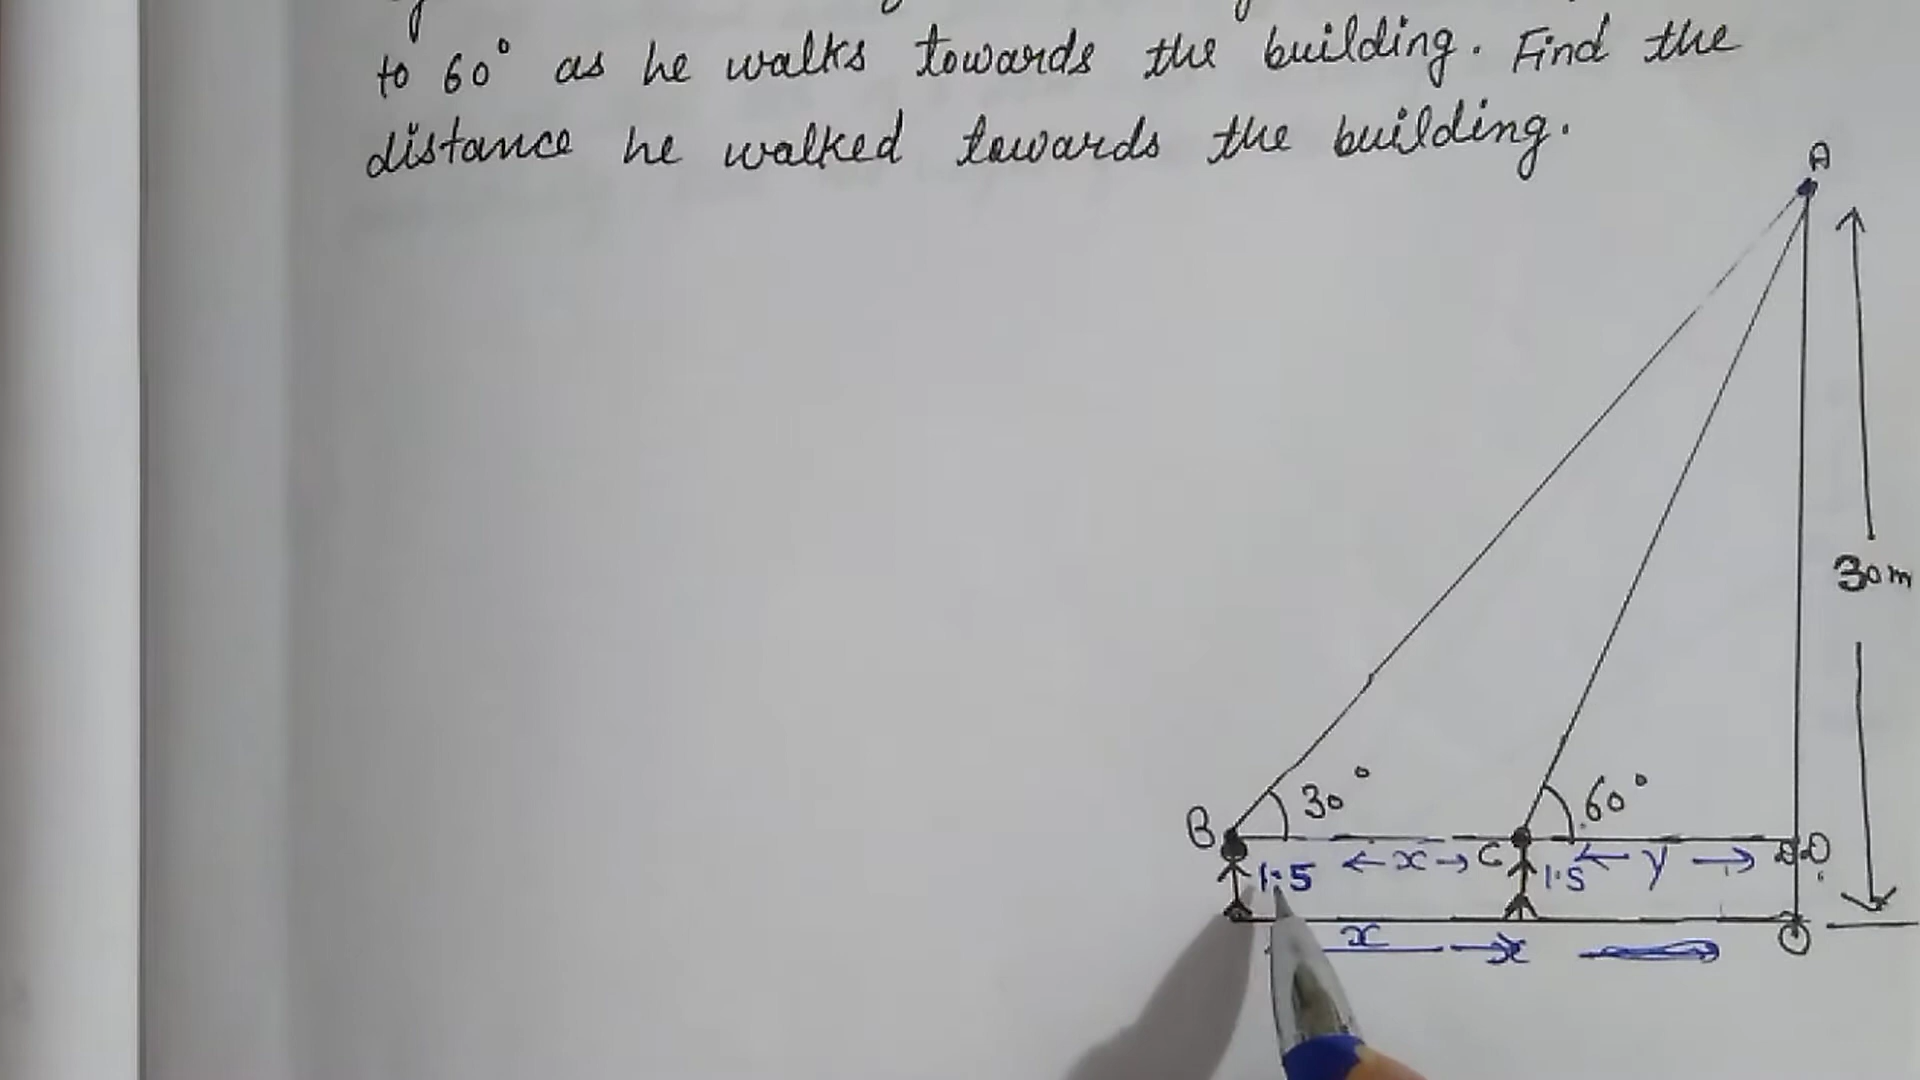 to 60° as he walks towards the building. Find the
distance he walked towards the building.
A
30m
B 30° 60°
1.5 ← x → C 1.5 ← y → D
x